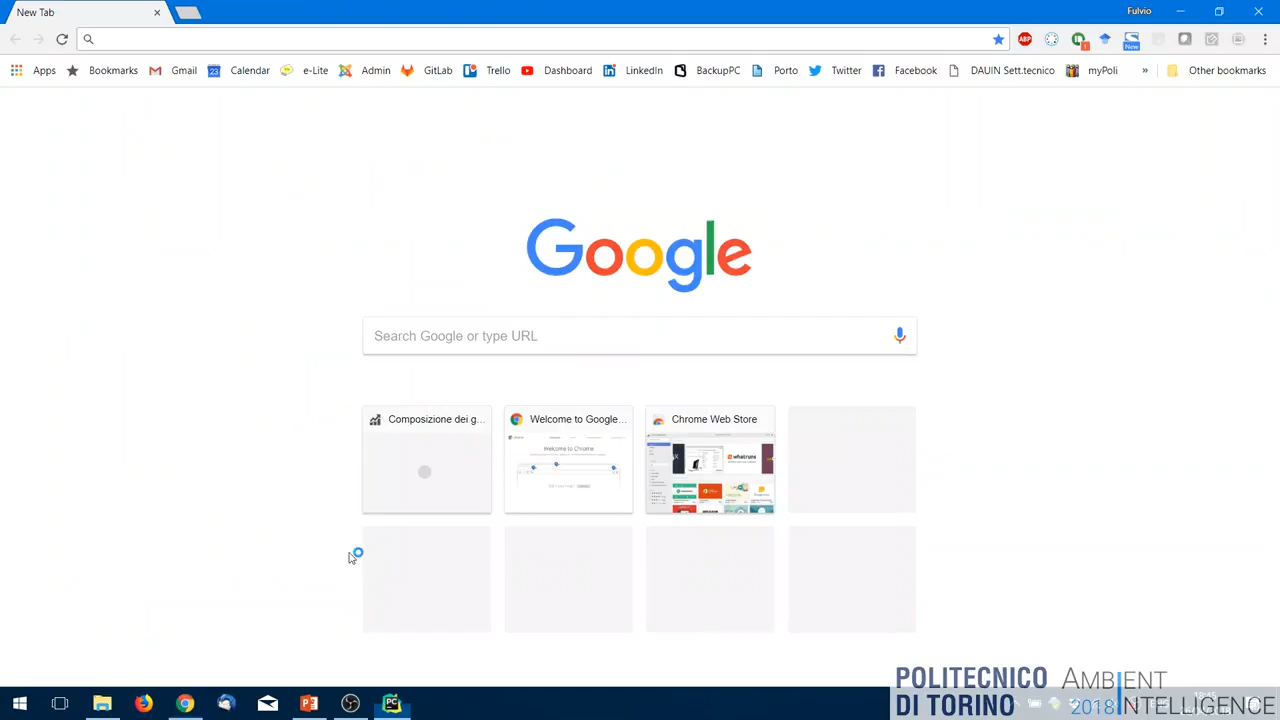 New Tab
Fulvio
Apps Bookmarks Gmail Calendar e-Lite Admin GitLab Trello Dashboard LinkedIn BackupPC Porto Twitter Facebook DAUIN Sett.tecnico myPoli » Other bookmarks
Google
Search Google or type URL
Composizione dei g... Welcome to Google... Chrome Web Store
POLITECNICO
DI TORINO
AMBIENT
2018 INTELLIGENCE